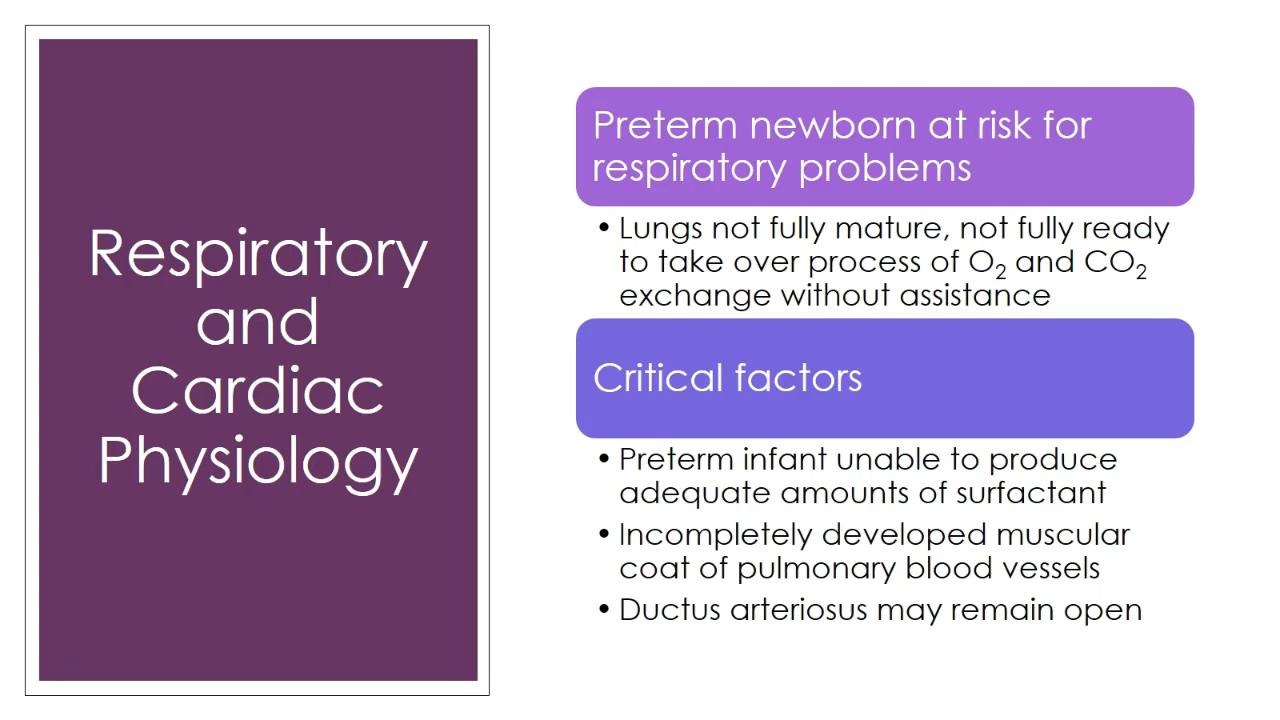 Respiratory
and
Cardiac
Physiology
Preterm newborn at risk for
respiratory problems
• Lungs not fully mature, not fully ready
to take over process of O₂ and CO₂
exchange without assistance
Critical factors
• Preterm infant unable to produce
adequate amounts of surfactant
• Incompletely developed muscular
coat of pulmonary blood vessels
• Ductus arteriosus may remain open